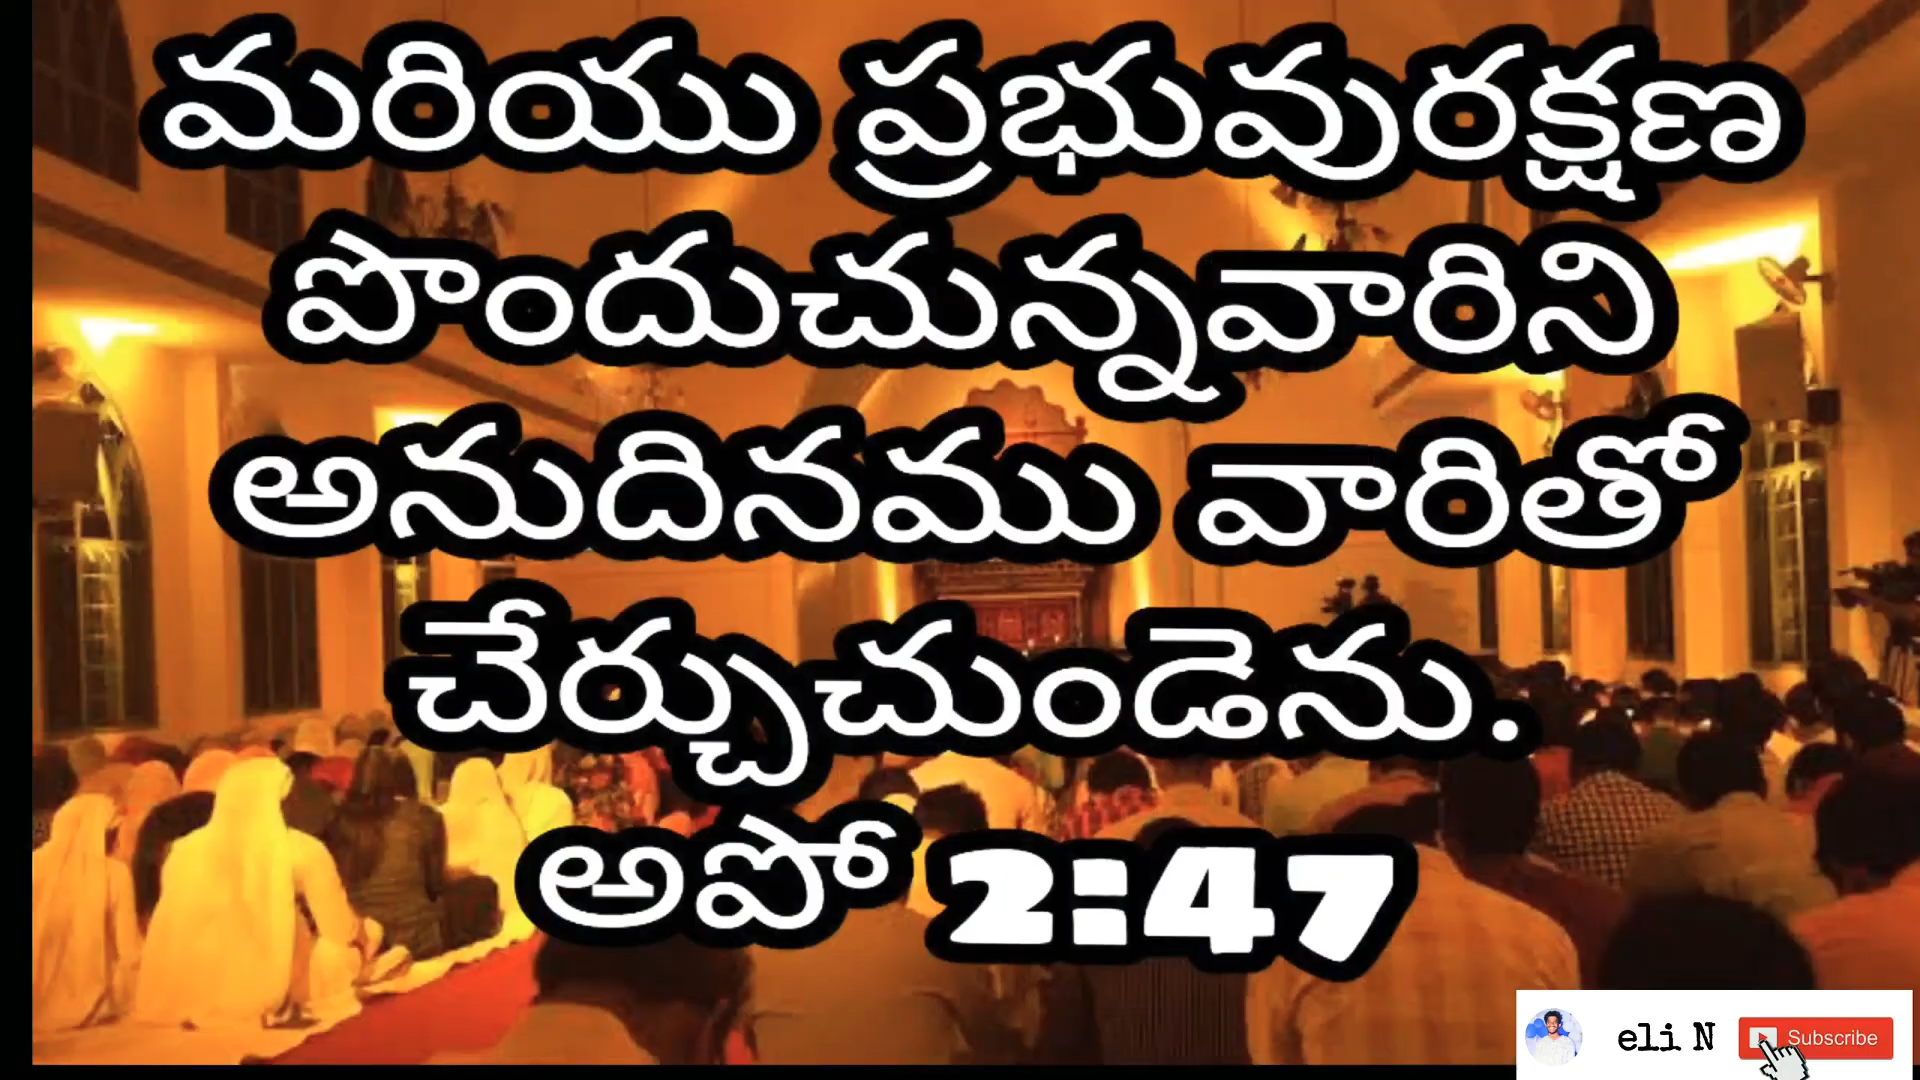 మరియు ప్రభువురక్షణ
పొందుచున్నవారిని
అనుదినము వారితో
చేర్చుచుండెను.
అపో 2:47
eli N
Subscribe